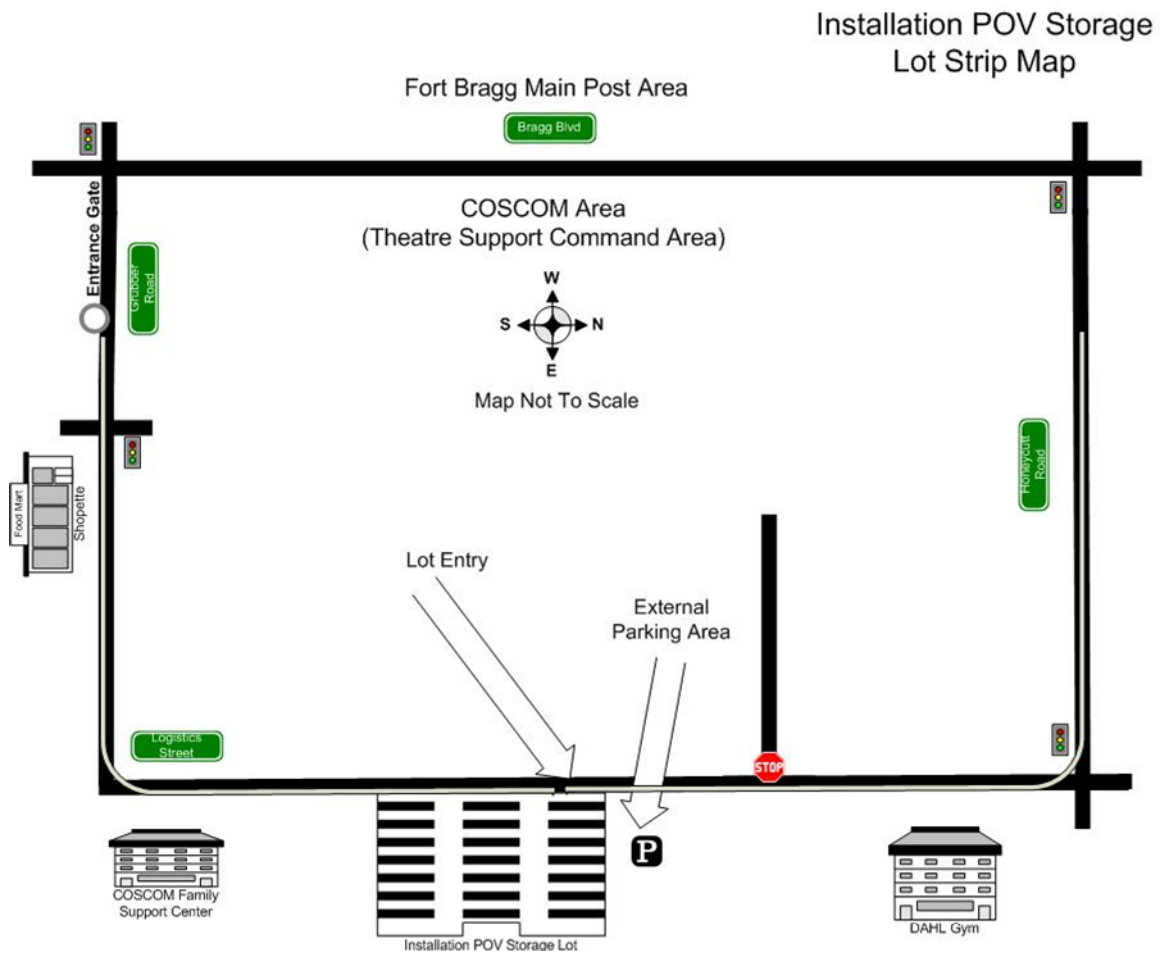 Installation POV Storage
Lot Strip Map
Fort Bragg Main Post Area
Bragg Blvd
Entrance Gate
Grubber
Road
COSCOM Area
(Theatre Support Command Area)
W
S
N
E
Map Not To Scale
Honeycutt
Road
Food Mart
Shopette
Lot Entry
External
Parking Area
Logistics
Street
STOP
P
COSCOM Family
Support Center
Installation POV Storage Lot
DAHL Gym